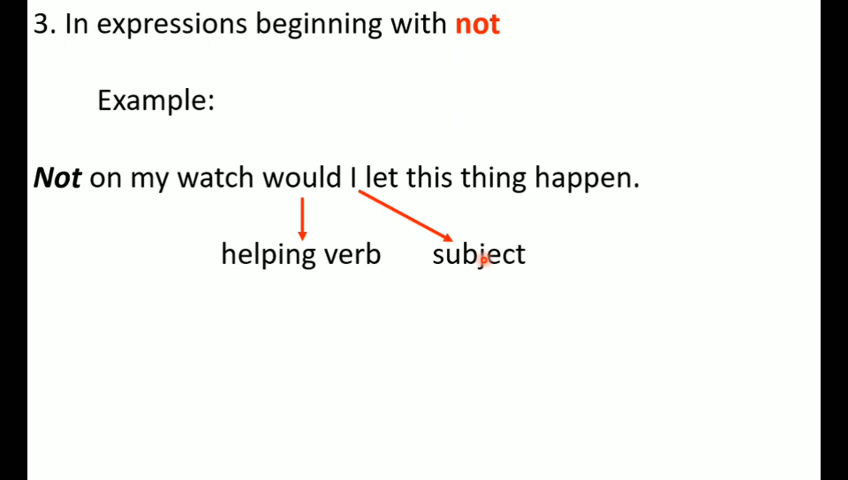 3. In expressions beginning with not
Example:
Not on my watch would I let this thing happen.
helping verb subject